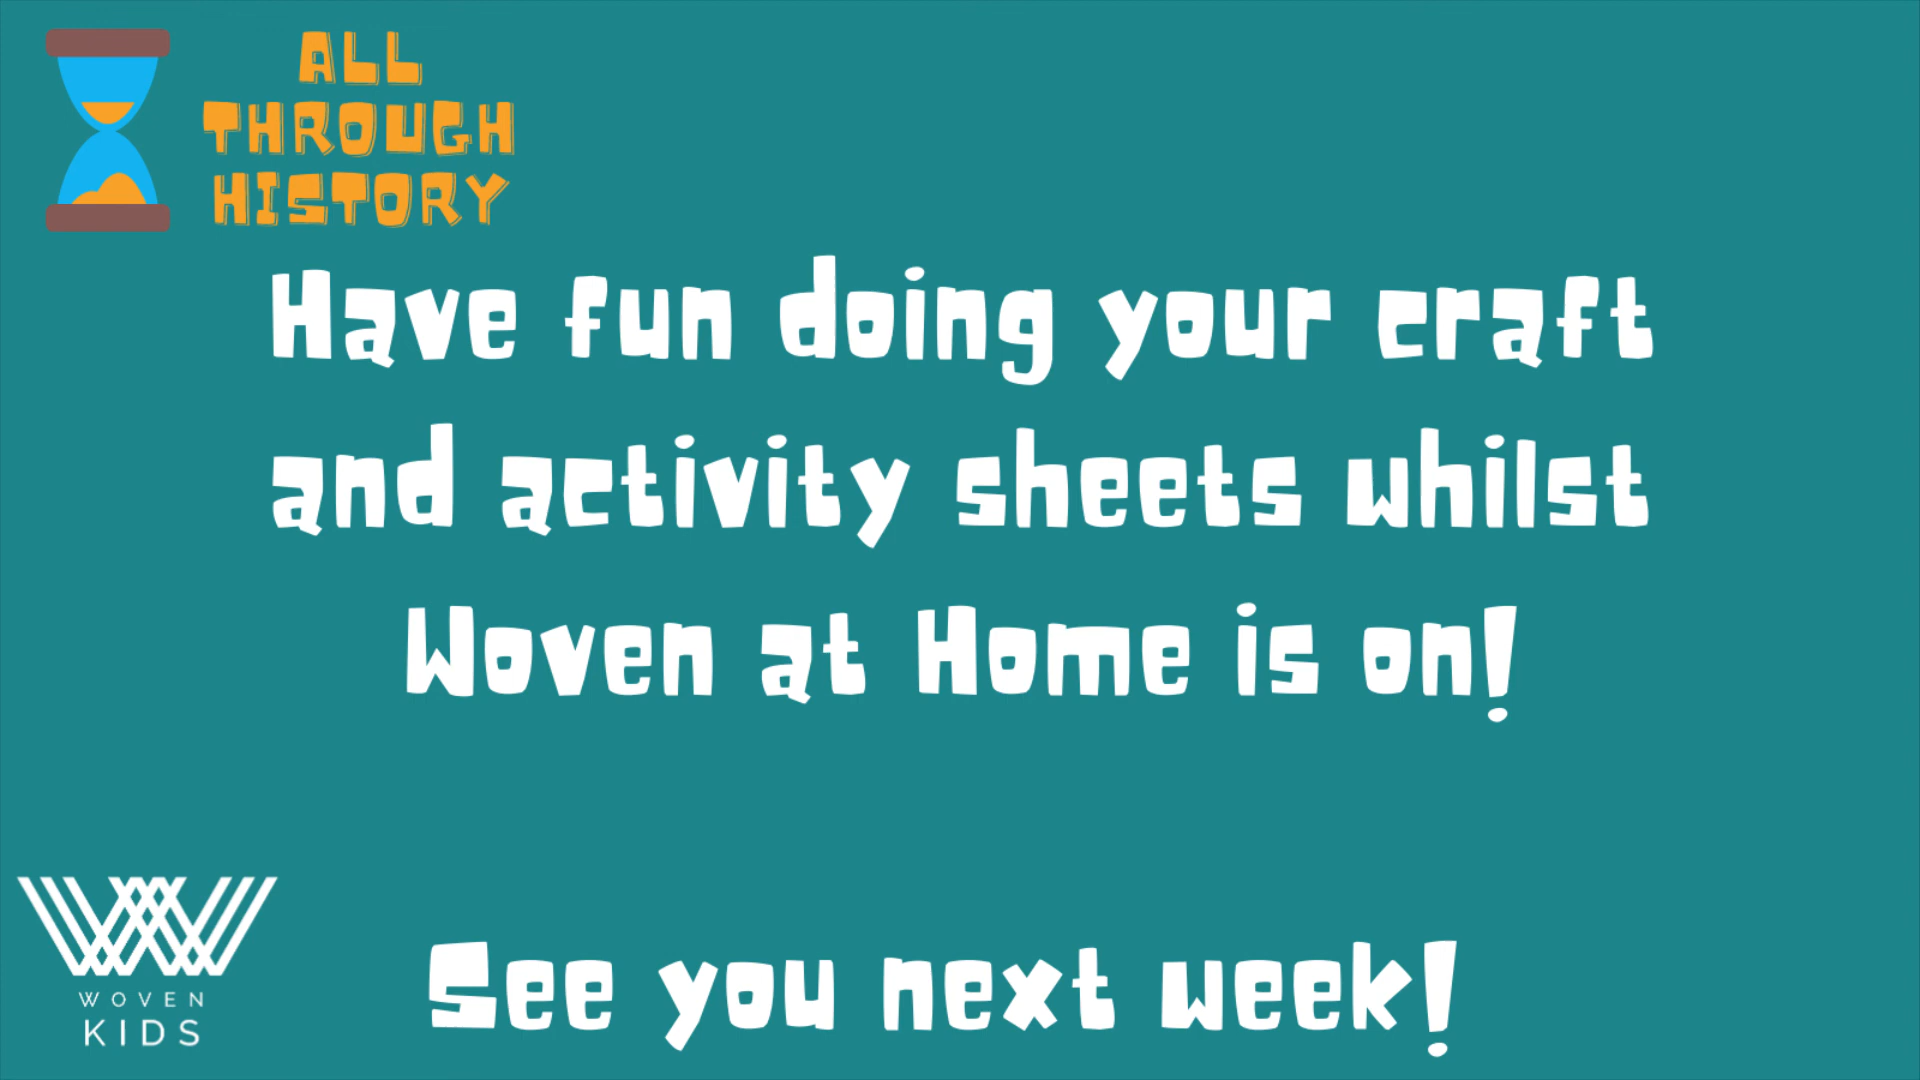 ALL
THROUGH
HISTORY
Have fun doing your craft
and activity sheets whilst
Woven at Home is on!
See you next week!
WOVEN
KIDS